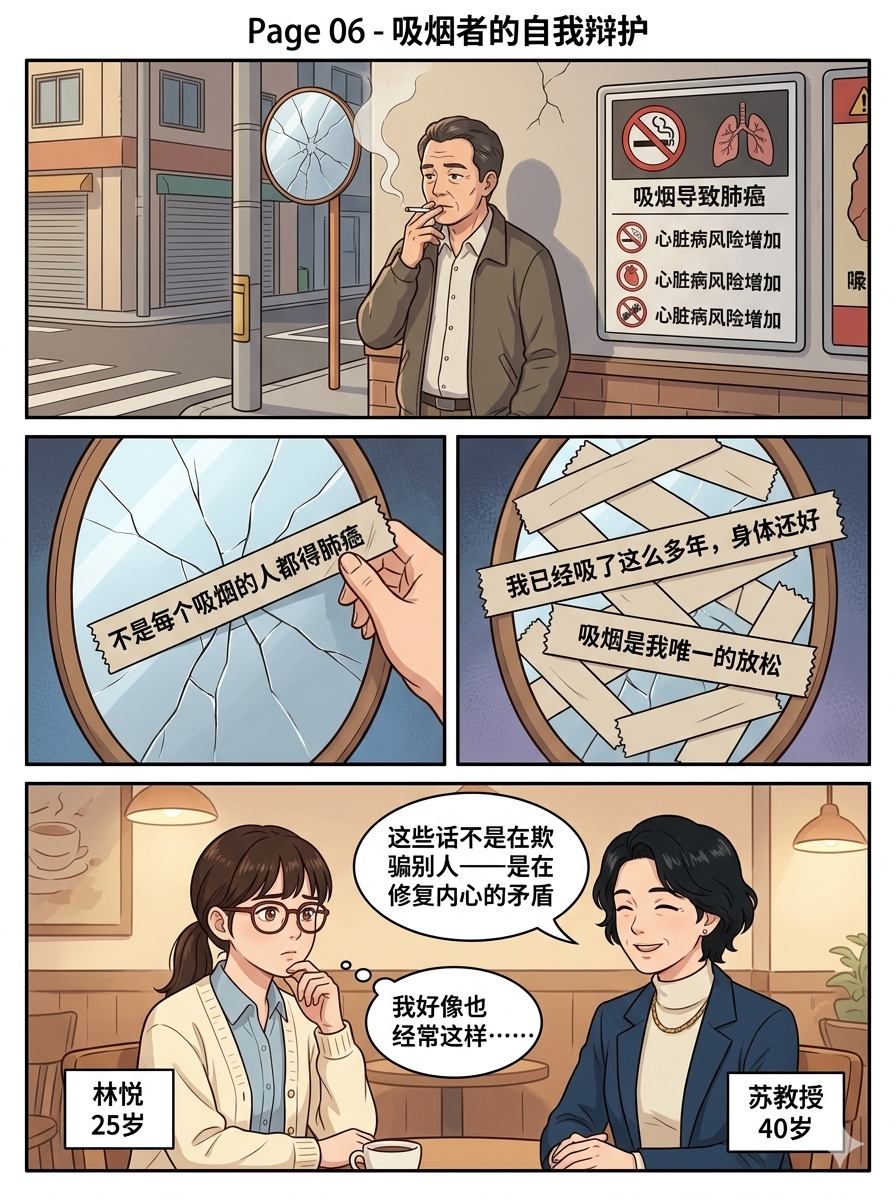 Page 06 - 吸烟者的自我辩护
吸烟导致肺癌
心脏病风险增加
心脏病风险增加
心脏病风险增加
不是每个吸烟的人都得肺癌
我已经吸了这么多年，身体还好
吸烟是我唯一的放松
这些话不是在欺
骗别人——是在
修复内心的矛盾
我好像也
经常这样……
林悦
25岁
苏教授
40岁